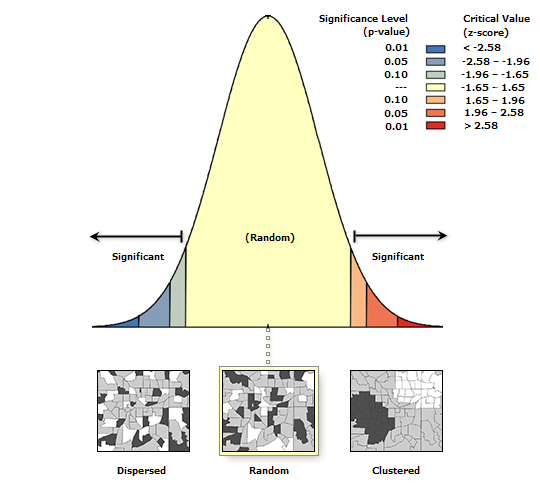 Significance Level
(p-value)
Critical Value
(z-score)
0.01 < -2.58
0.05 -2.58 – -1.96
0.10 -1.96 – -1.65
--- -1.65 – 1.65
0.10 1.65 – 1.96
0.05 1.96 – 2.58
0.01 > 2.58
(Random)
Significant
Significant
Dispersed
Random
Clustered